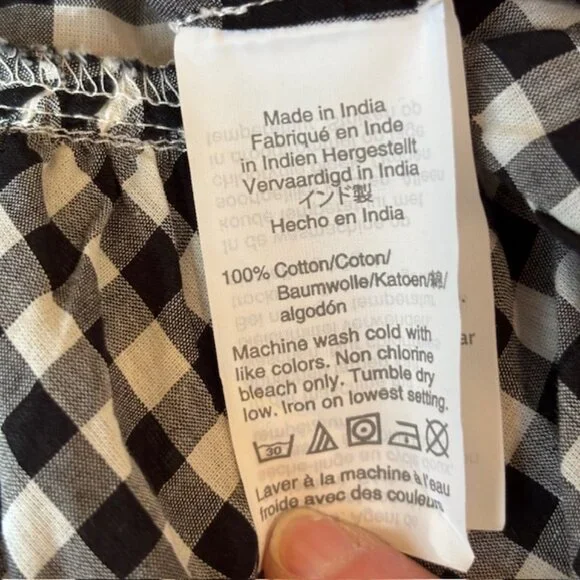 Made in India
Fabriqué en Inde
in Indien Hergestellt
Vervaardigd in India
インド製
Hecho en India
100% Cotton/Coton/
Baumwolle/Katoen/綿/
algodón
Machine wash cold with
like colors. Non chlorine
bleach only. Tumble dry
low. Iron on lowest setting.
30
Laver à la machine à l'eau
froide avec des couleurs
ar